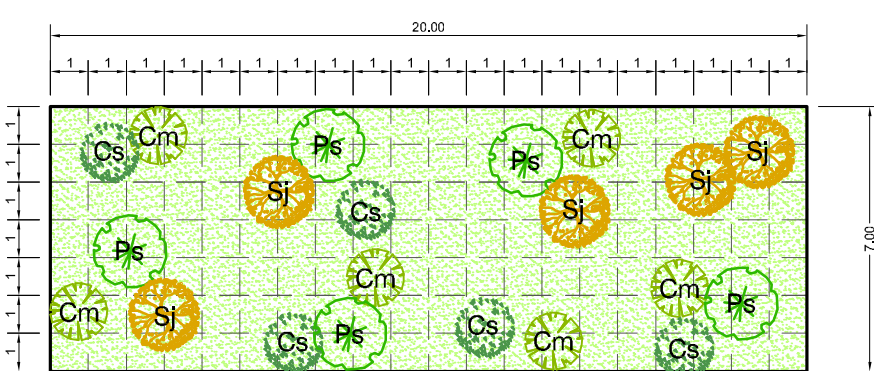 20.00
1 1 1 1 1 1 1 1 1 1 1 1 1 1 1 1 1 1 1 1
1
Cm Cm
Cs Ps Ps Sj
1
Sj Sj
1
Cs Sj
1
Ps 7.00
1
Cm Cm
1
Cm Sj Ps
Cs Ps Cs Cm Cs
1